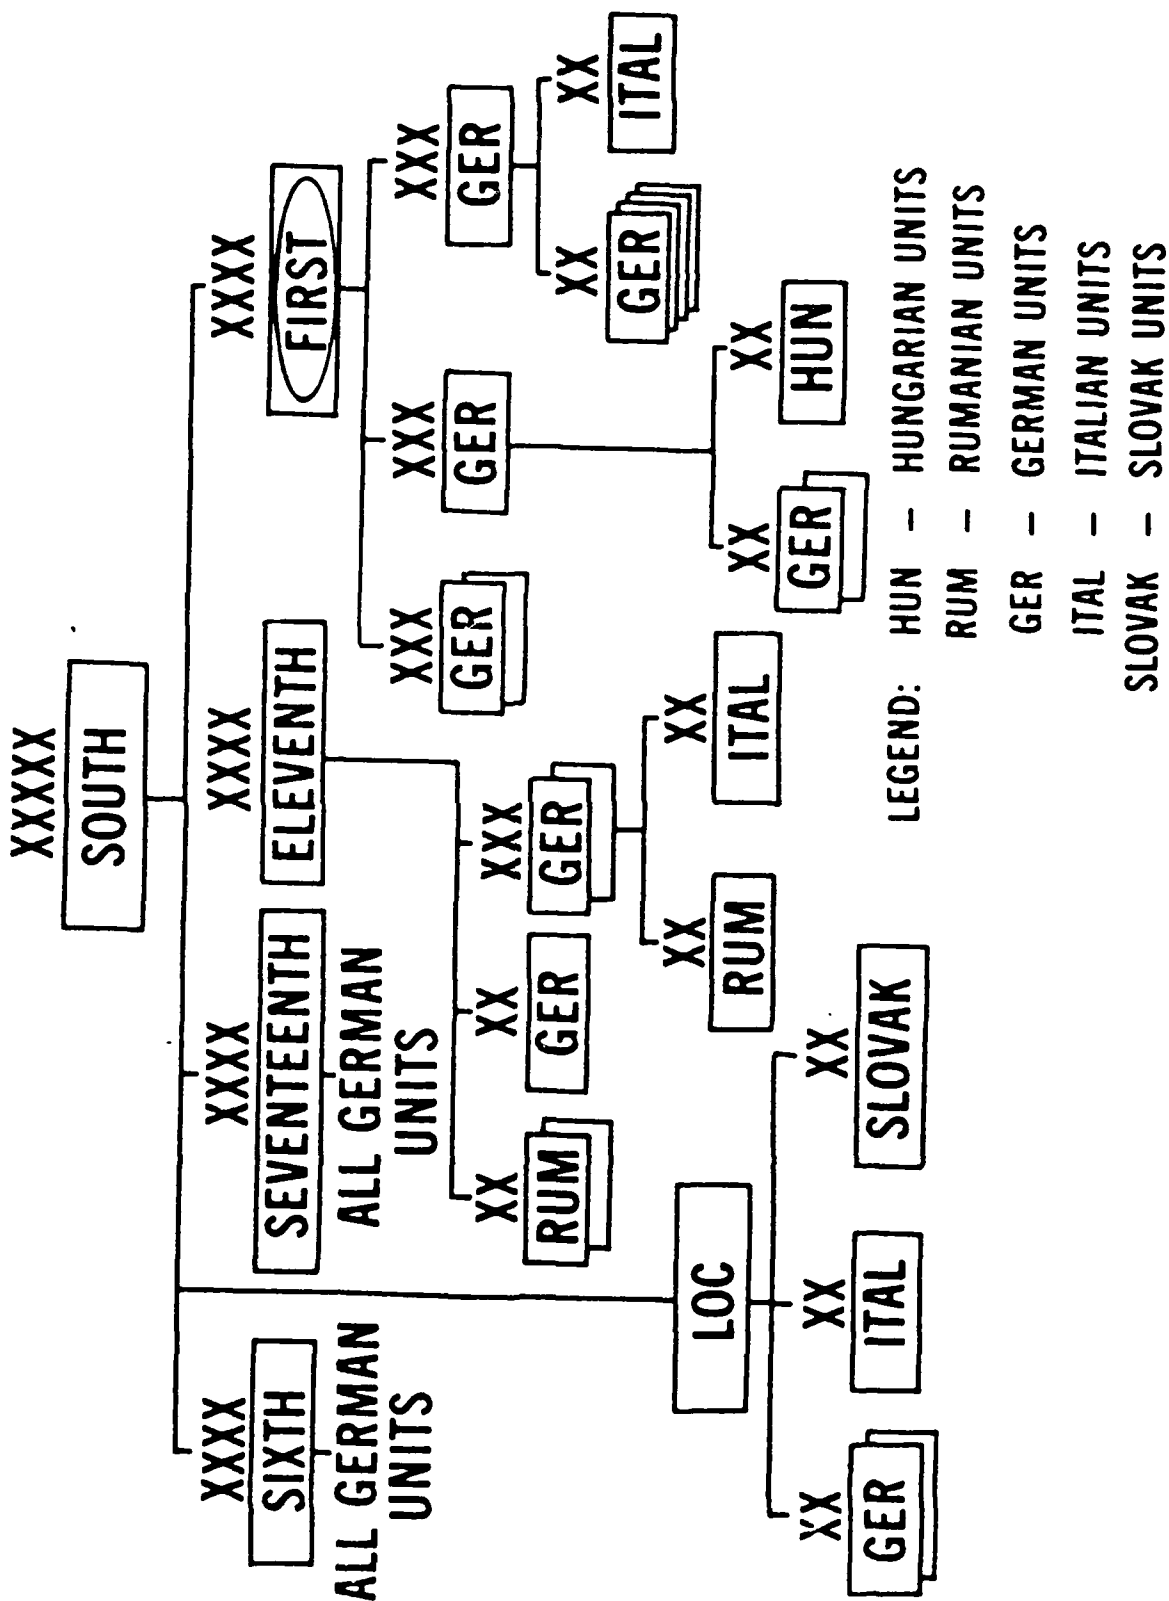 XXXXX
SOUTH
XXXX
SIXTH
ALL GERMAN
UNITS
XXXX
SEVENTEENTH
ALL GERMAN
UNITS
XXXX
ELEVENTH
XXXX
FIRST
XX
RUM
XX
GER
XXX
GER
XX
RUM
XX
ITAL
XXX
GER
XXX
GER
XX
GER
XX
HUN
XXX
GER
XX
GER
XX
ITAL
LOC
XX
GER
XX
ITAL
XX
SLOVAK
LEGEND: HUN – HUNGARIAN UNITS
RUM – RUMANIAN UNITS
GER – GERMAN UNITS
ITAL – ITALIAN UNITS
SLOVAK – SLOVAK UNITS